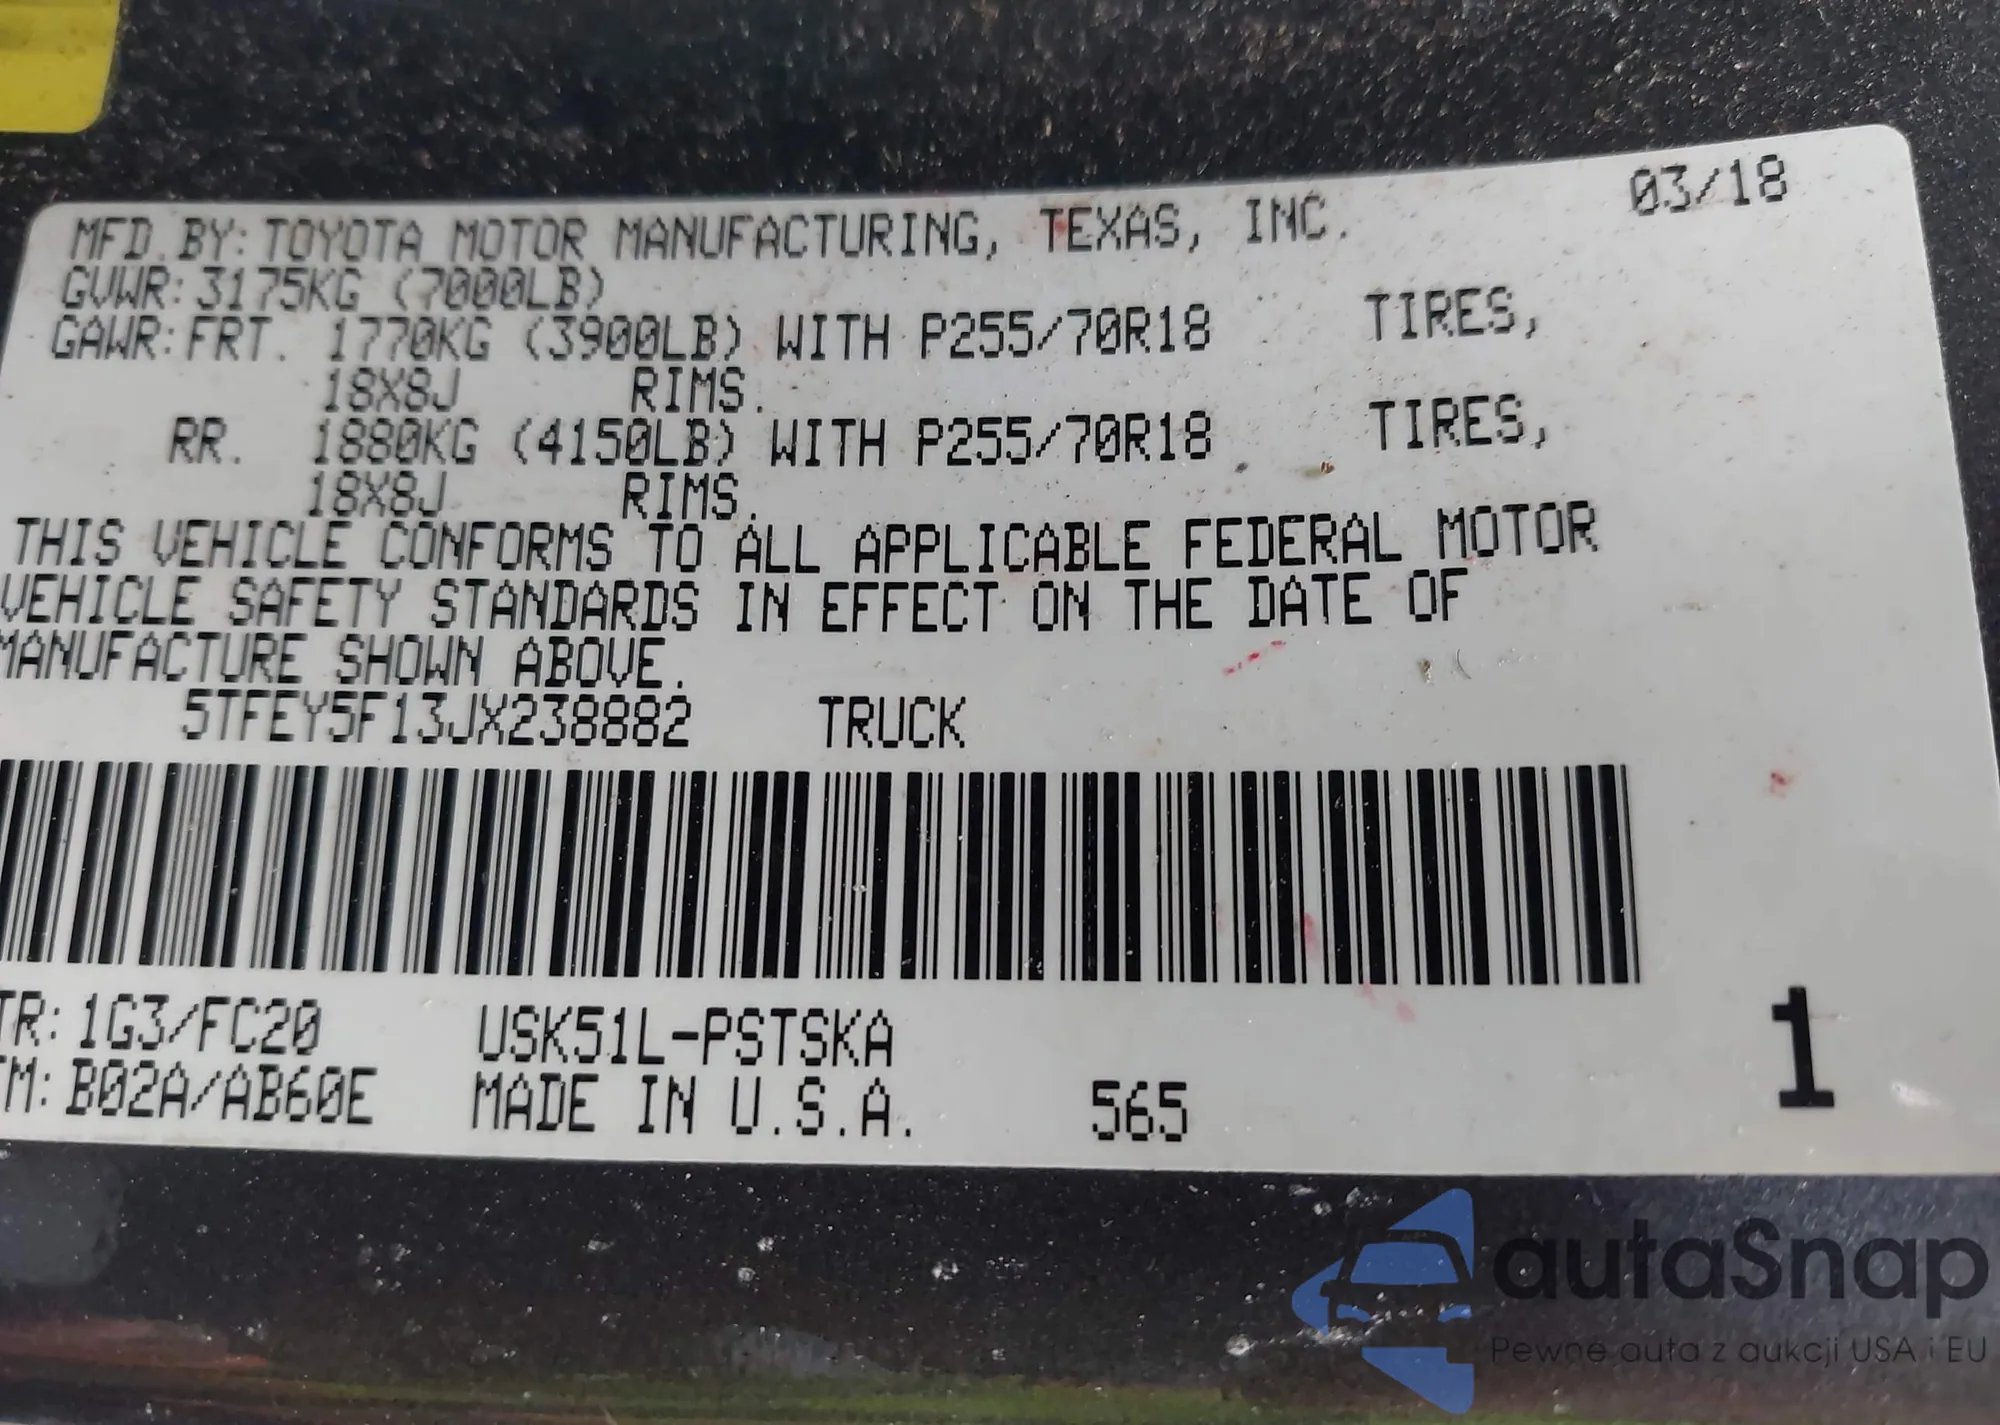 03/18
MFD.BY: TOYOTA MOTOR MANUFACTURING, TEXAS, INC.
GVWR: 3175KG (7000LB)
GAWR: FRT. 1770KG (3900LB) WITH P255/70R18 TIRES,
18X8J RIMS.
RR. 1880KG (4150LB) WITH P255/70R18 TIRES,
18X8J RIMS.
THIS VEHICLE CONFORMS TO ALL APPLICABLE FEDERAL MOTOR
VEHICLE SAFETY STANDARDS IN EFFECT ON THE DATE OF
MANUFACTURE SHOWN ABOVE.
5TFEY5F13JX238882 TRUCK
TR: 1G3/FC20 USK51L-PSTSKA
TM: B02A/AB60E MADE IN U.S.A. 565
1
autaSnap
Pewne auta z aukcji USA i EU